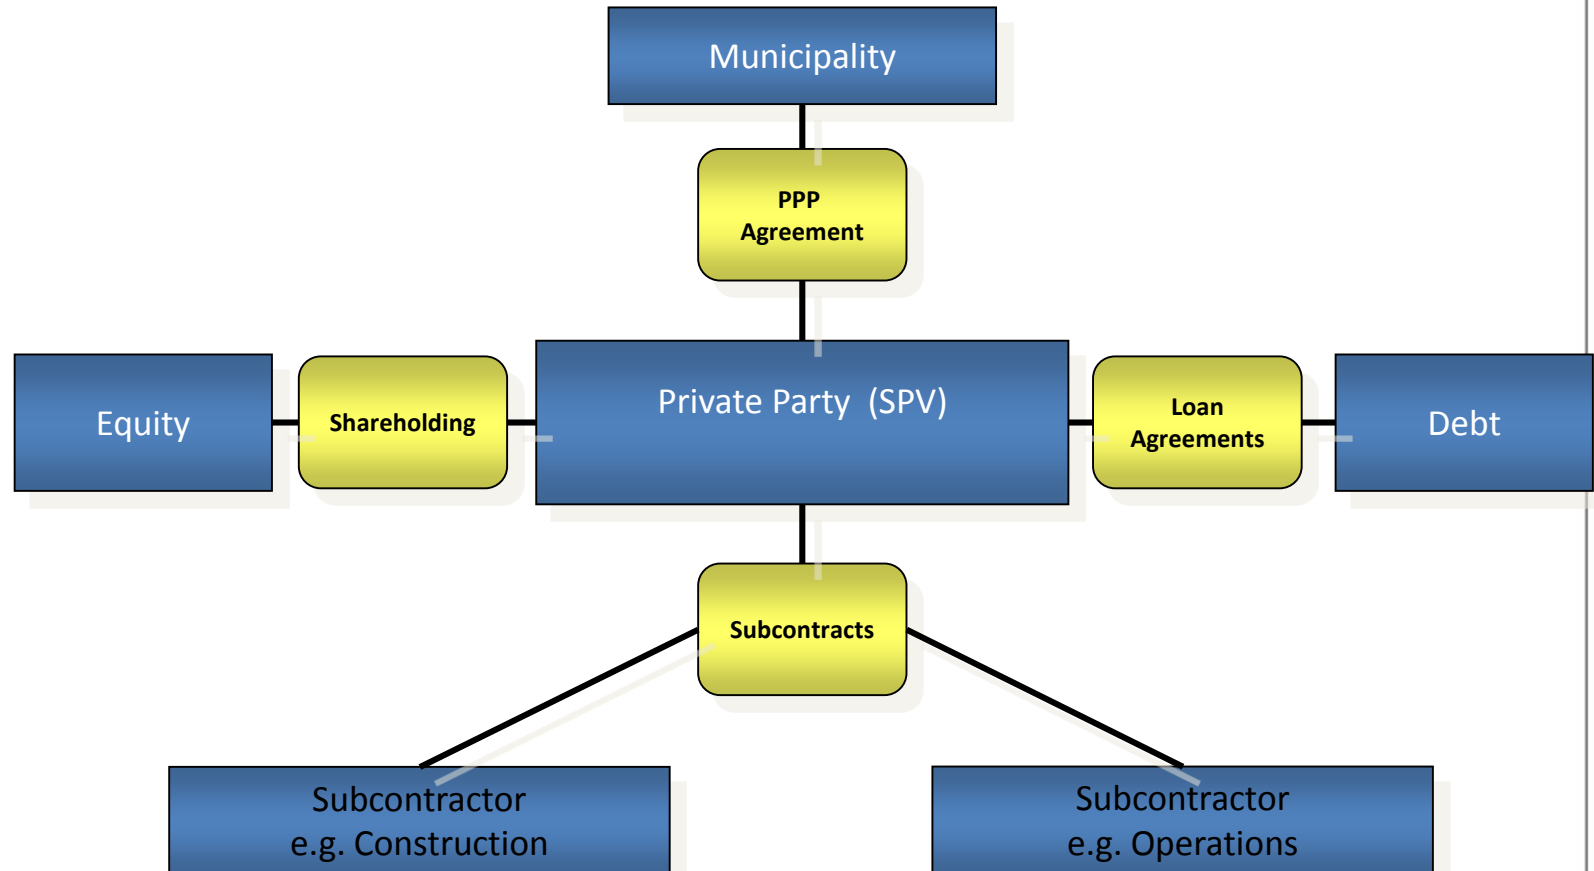 Municipality
PPP
Agreement
Equity
Shareholding
Private Party  (SPV)
Loan
Agreements
Debt
Subcontracts
Subcontractor
e.g. Construction
Subcontractor
e.g. Operations